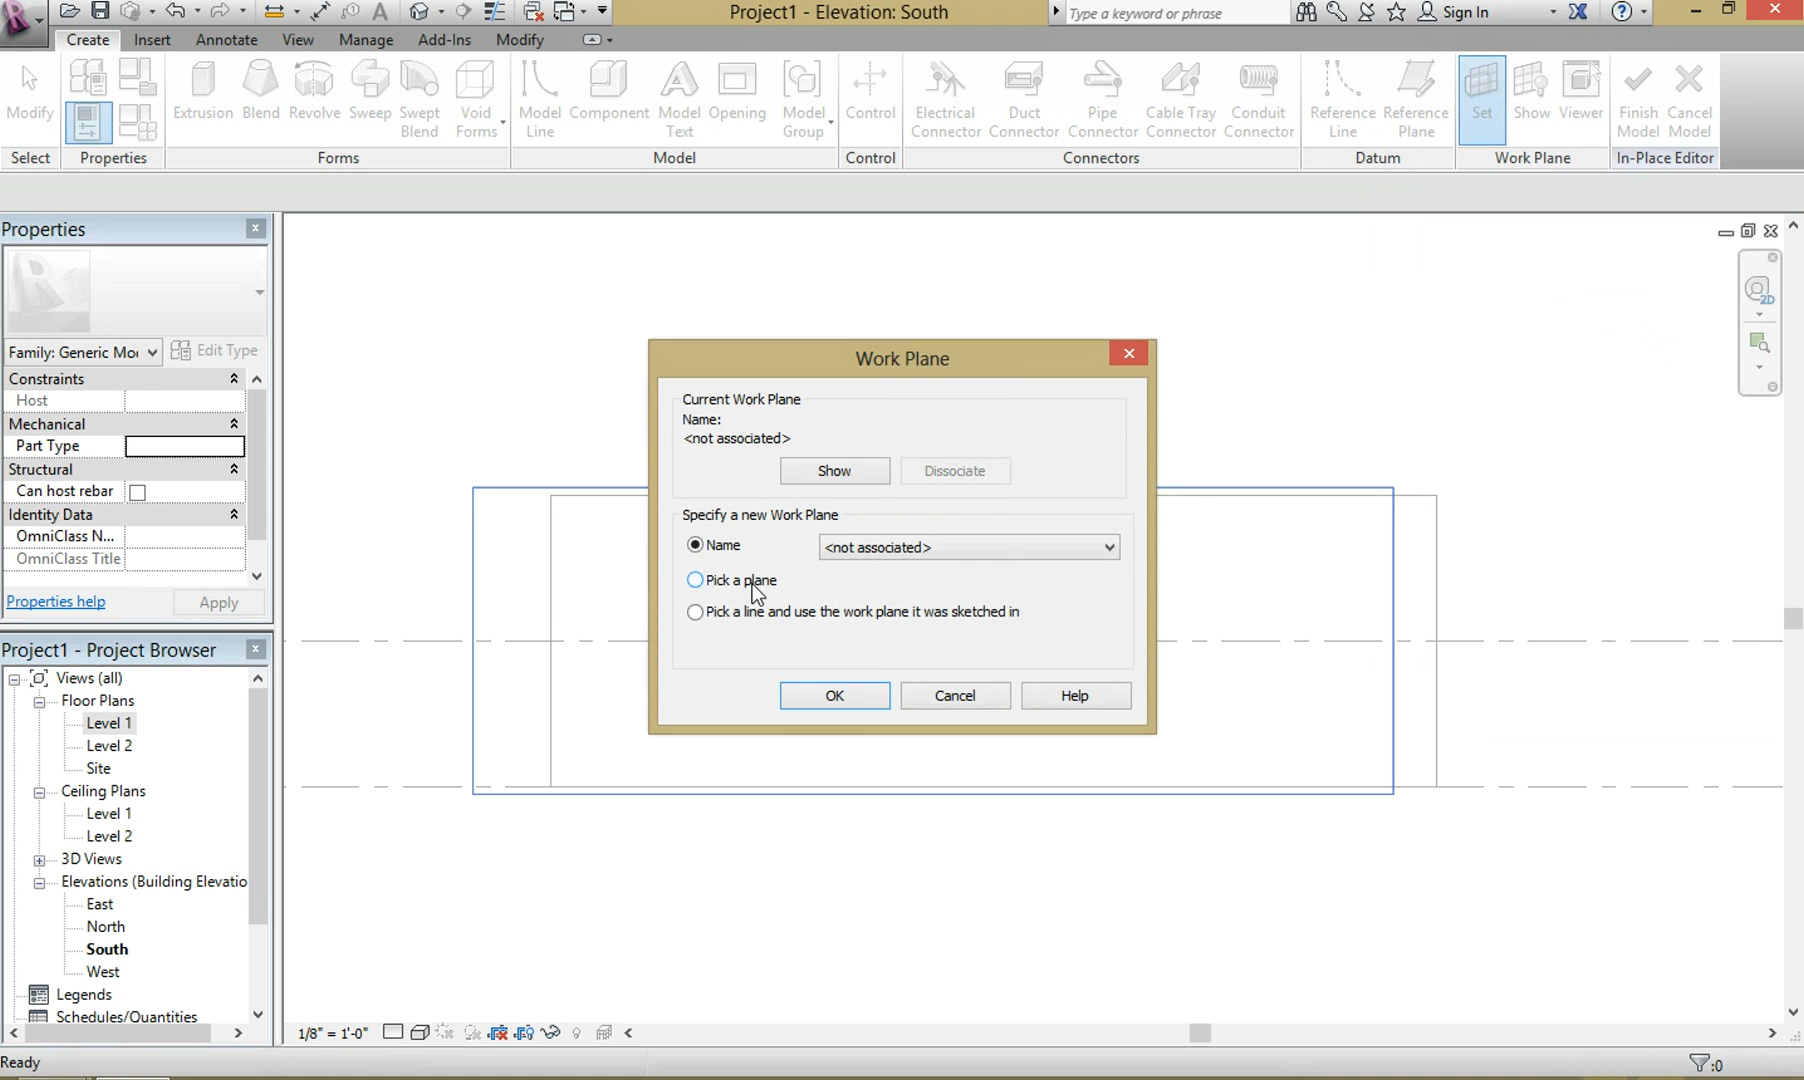 Project1 - Elevation: South
Type a keyword or phrase
Sign In
Create Insert Annotate View Manage Add-Ins Modify
Modify
Extrusion Blend Revolve Sweep Swept Blend Void Forms
Model Line Component Model Text Opening Model Group
Control
Electrical Connector Duct Connector Pipe Connector Cable Tray Connector Conduit Connector
Reference Line Reference Plane
Set Show Viewer
Finish Model Cancel Model
Select Properties Forms Model Control Connectors Datum Work Plane In-Place Editor
Properties
Family: Generic Mo
Edit Type
Constraints
Host
Mechanical
Part Type
Structural
Can host rebar
Identity Data
OmniClass N...
OmniClass Title
Properties help
Apply
Project1 - Project Browser
Views (all)
Floor Plans
Level 1
Level 2
Site
Ceiling Plans
Level 1
Level 2
3D Views
Elevations (Building Elevatio
East
North
South
West
Legends
Schedules/Quantities
Work Plane
Current Work Plane
Name:
<not associated>
Show Dissociate
Specify a new Work Plane
Name <not associated>
Pick a plane
Pick a line and use the work plane it was sketched in
OK Cancel Help
2D
1/8" = 1'-0"
Ready
:0